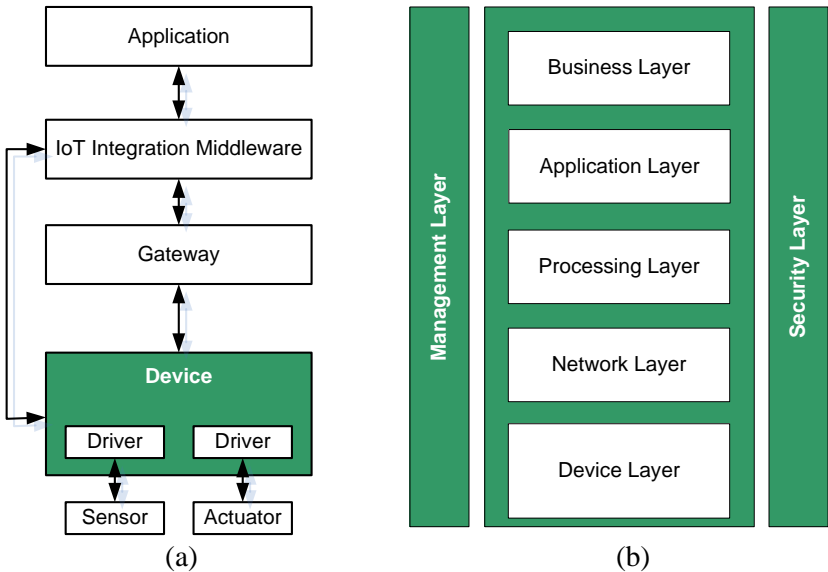 Application
IoT Integration Middleware
Gateway
Device
Driver
Driver
Sensor
Actuator
(a)
Management Layer
Business Layer
Application Layer
Processing Layer
Network Layer
Device Layer
Security Layer
(b)